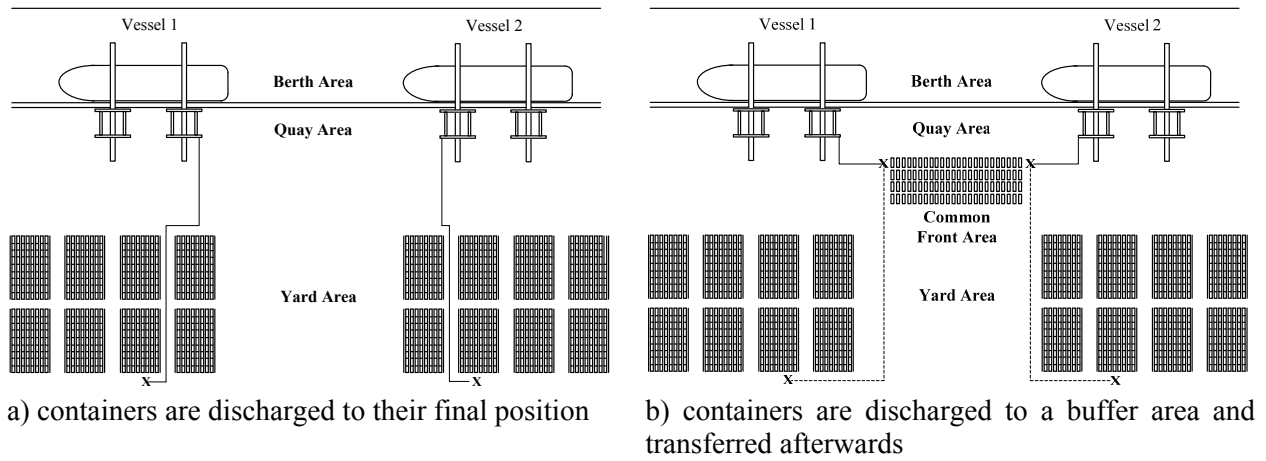 Vessel 1
Vessel 2
Berth Area
Quay Area
Yard Area
X
X
a) containers are discharged to their final position
Vessel 1
Vessel 2
Berth Area
Quay Area
X
X
Common
Front Area
Yard Area
X
X
b) containers are discharged to a buffer area and
transferred afterwards